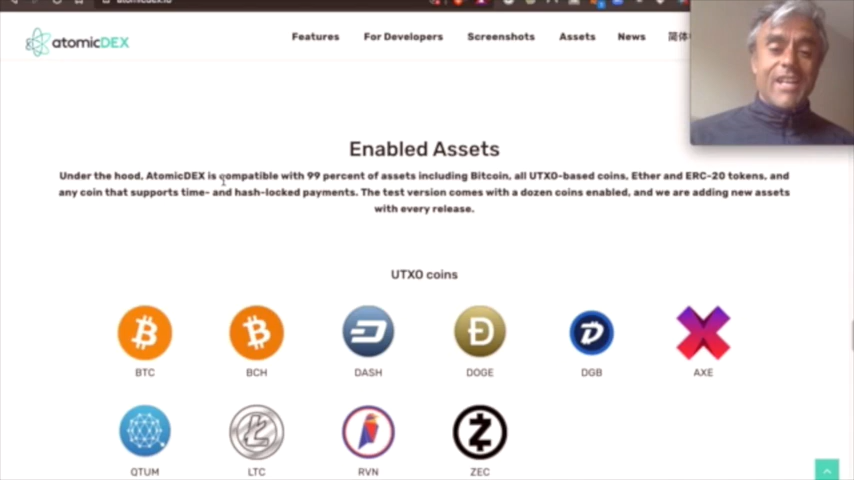 atomicDEX
Features For Developers Screenshots Assets News 简体
Enabled Assets
Under the hood, AtomicDEX is compatible with 99 percent of assets including Bitcoin, all UTXO-based coins, Ether and ERC-20 tokens, and
any coin that supports time- and hash-locked payments. The test version comes with a dozen coins enabled, and we are adding new assets
with every release.
UTXO coins
BTC BCH DASH DOGE DGB AXE
QTUM LTC RVN ZEC